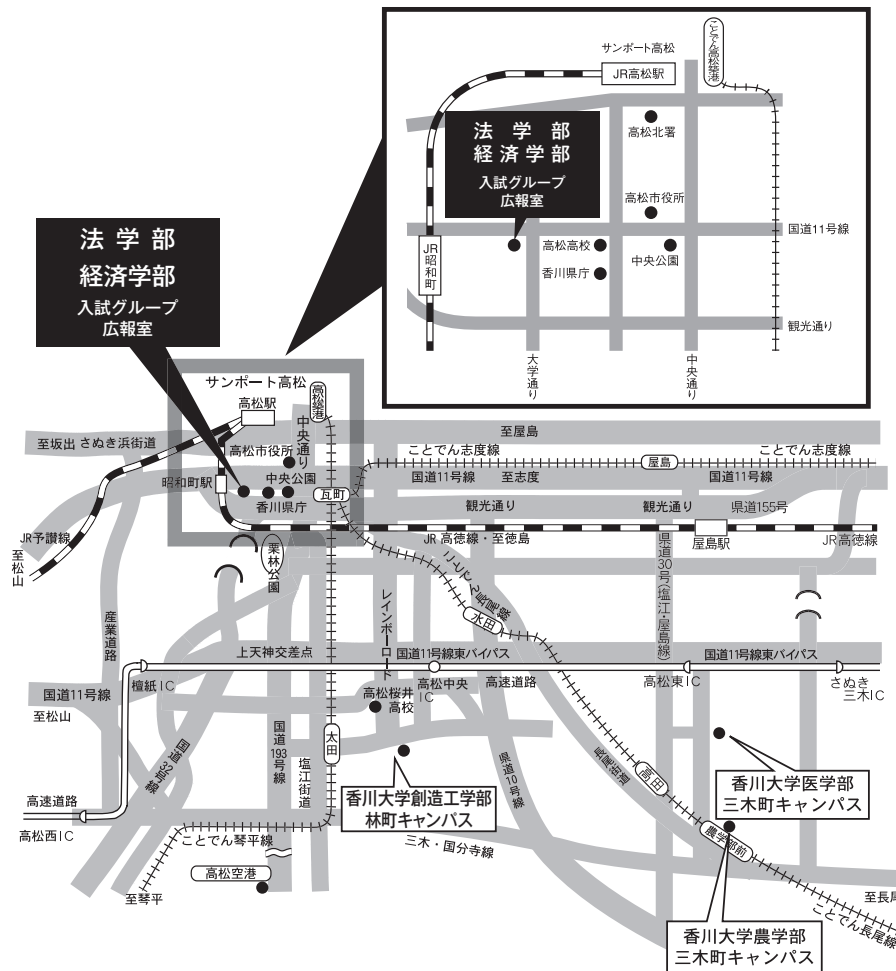 サンポート高松
JR高松駅
ことでん高松築港
高松北署
法学部
経済学部
入試グループ
広報室
高松市役所
国道11号線
JR昭和町
高松高校
中央公園
香川県庁
観光通り
大学通り
中央通り
法学部
経済学部
入試グループ
広報室
サンポート高松
高松駅
高松築港
中央通り
至屋島
至坂出 さぬき浜街道
高松市役所
ことでん志度線
屋島
ことでん志度線
昭和町駅
中央公園
国道11号線
至志度
国道11号線
香川県庁
瓦町
観光通り
観光通り
県道155号
JR予讃線
至松山
栗林公園
JR 高徳線・至徳島
屋島駅
JR高徳線
県道30号(塩江・屋島線)
ことでん長尾線
産業道路
レインボーロード
水田
上天神交差点
国道11号線東バイパス
国道11号線東バイパス
檀紙IC
国道11号線
至松山
高松中央IC
高速道路
高松東IC
さぬき三木IC
高松桜井高校
国道32号線
国道193号線
塩江街道
太田
県道10号線
長尾街道
高田
香川大学医学部
三木町キャンパス
香川大学創造工学部
林町キャンパス
高速道路
高松西IC
ことでん琴平線
三木・国分寺線
農学部前
高松空港
至琴平
至長尾
ことでん長尾線
香川大学農学部
三木町キャンパス